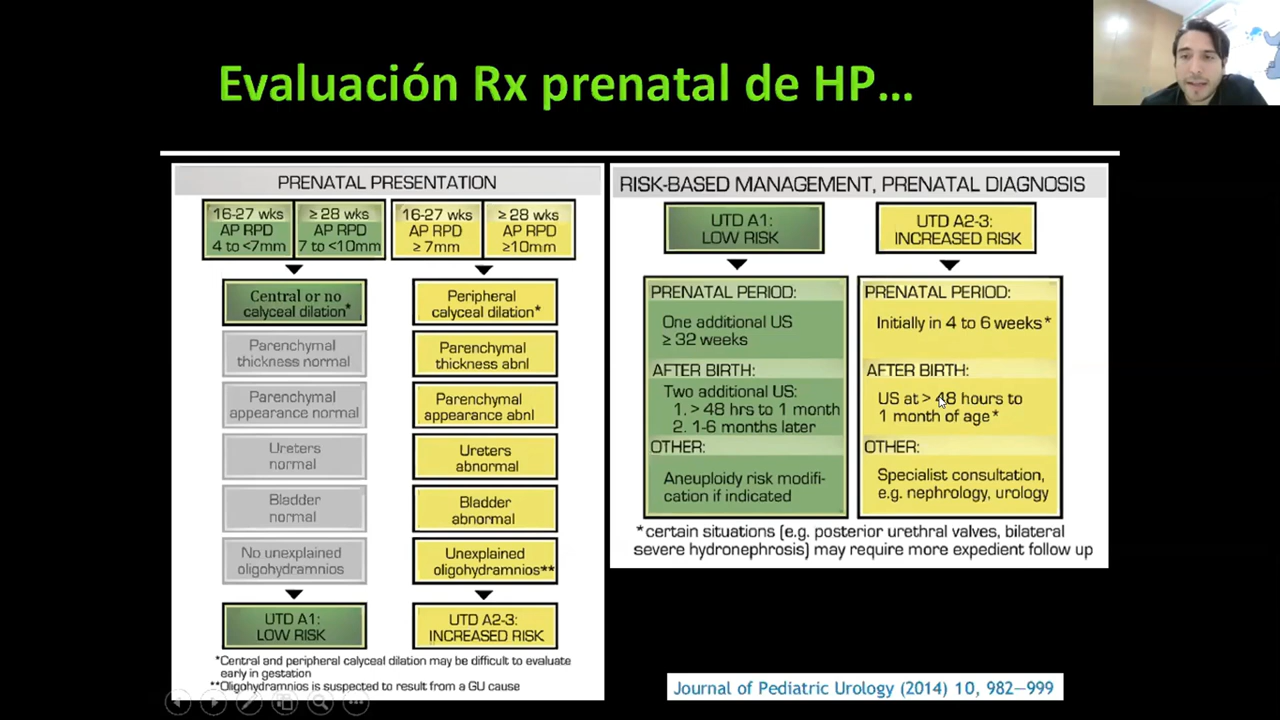 Evaluación Rx prenatal de HP...
PRENATAL PRESENTATION
16-27 wks
AP RPD
4 to <7mm
≥ 28 wks
AP RPD
7 to <10mm
16-27 wks
AP RPD
≥ 7mm
≥ 28 wks
AP RPD
≥10mm
Central or no
calyceal dilation*
Peripheral
calyceal dilation*
Parenchymal
thickness normal
Parenchymal
thickness abnl
Parenchymal
appearance normal
Parenchymal
appearance abnl
Ureters
normal
Ureters
abnormal
Bladder
normal
Bladder
abnormal
No unexplained
oligohydramnios
Unexplained
oligohydramnios**
UTD A1:
LOW RISK
UTD A2-3:
INCREASED RISK
*Central and peripheral calyceal dilation may be difficult to evaluate
early in gestation
**Oligohydramnios is suspected to result from a GU cause
RISK-BASED MANAGEMENT, PRENATAL DIAGNOSIS
UTD A1:
LOW RISK
UTD A2-3:
INCREASED RISK
PRENATAL PERIOD:
One additional US
≥ 32 weeks
AFTER BIRTH:
Two additional US:
1. > 48 hrs to 1 month
2. 1-6 months later
OTHER:
Aneuploidy risk modifi-
cation if indicated
PRENATAL PERIOD:
Initially in 4 to 6 weeks*
AFTER BIRTH:
US at > 48 hours to
1 month of age*
OTHER:
Specialist consultation,
e.g. nephrology, urology
*certain situations (e.g. posterior urethral valves, bilateral
severe hydronephrosis) may require more expedient follow up
Journal of Pediatric Urology (2014) 10, 982–999